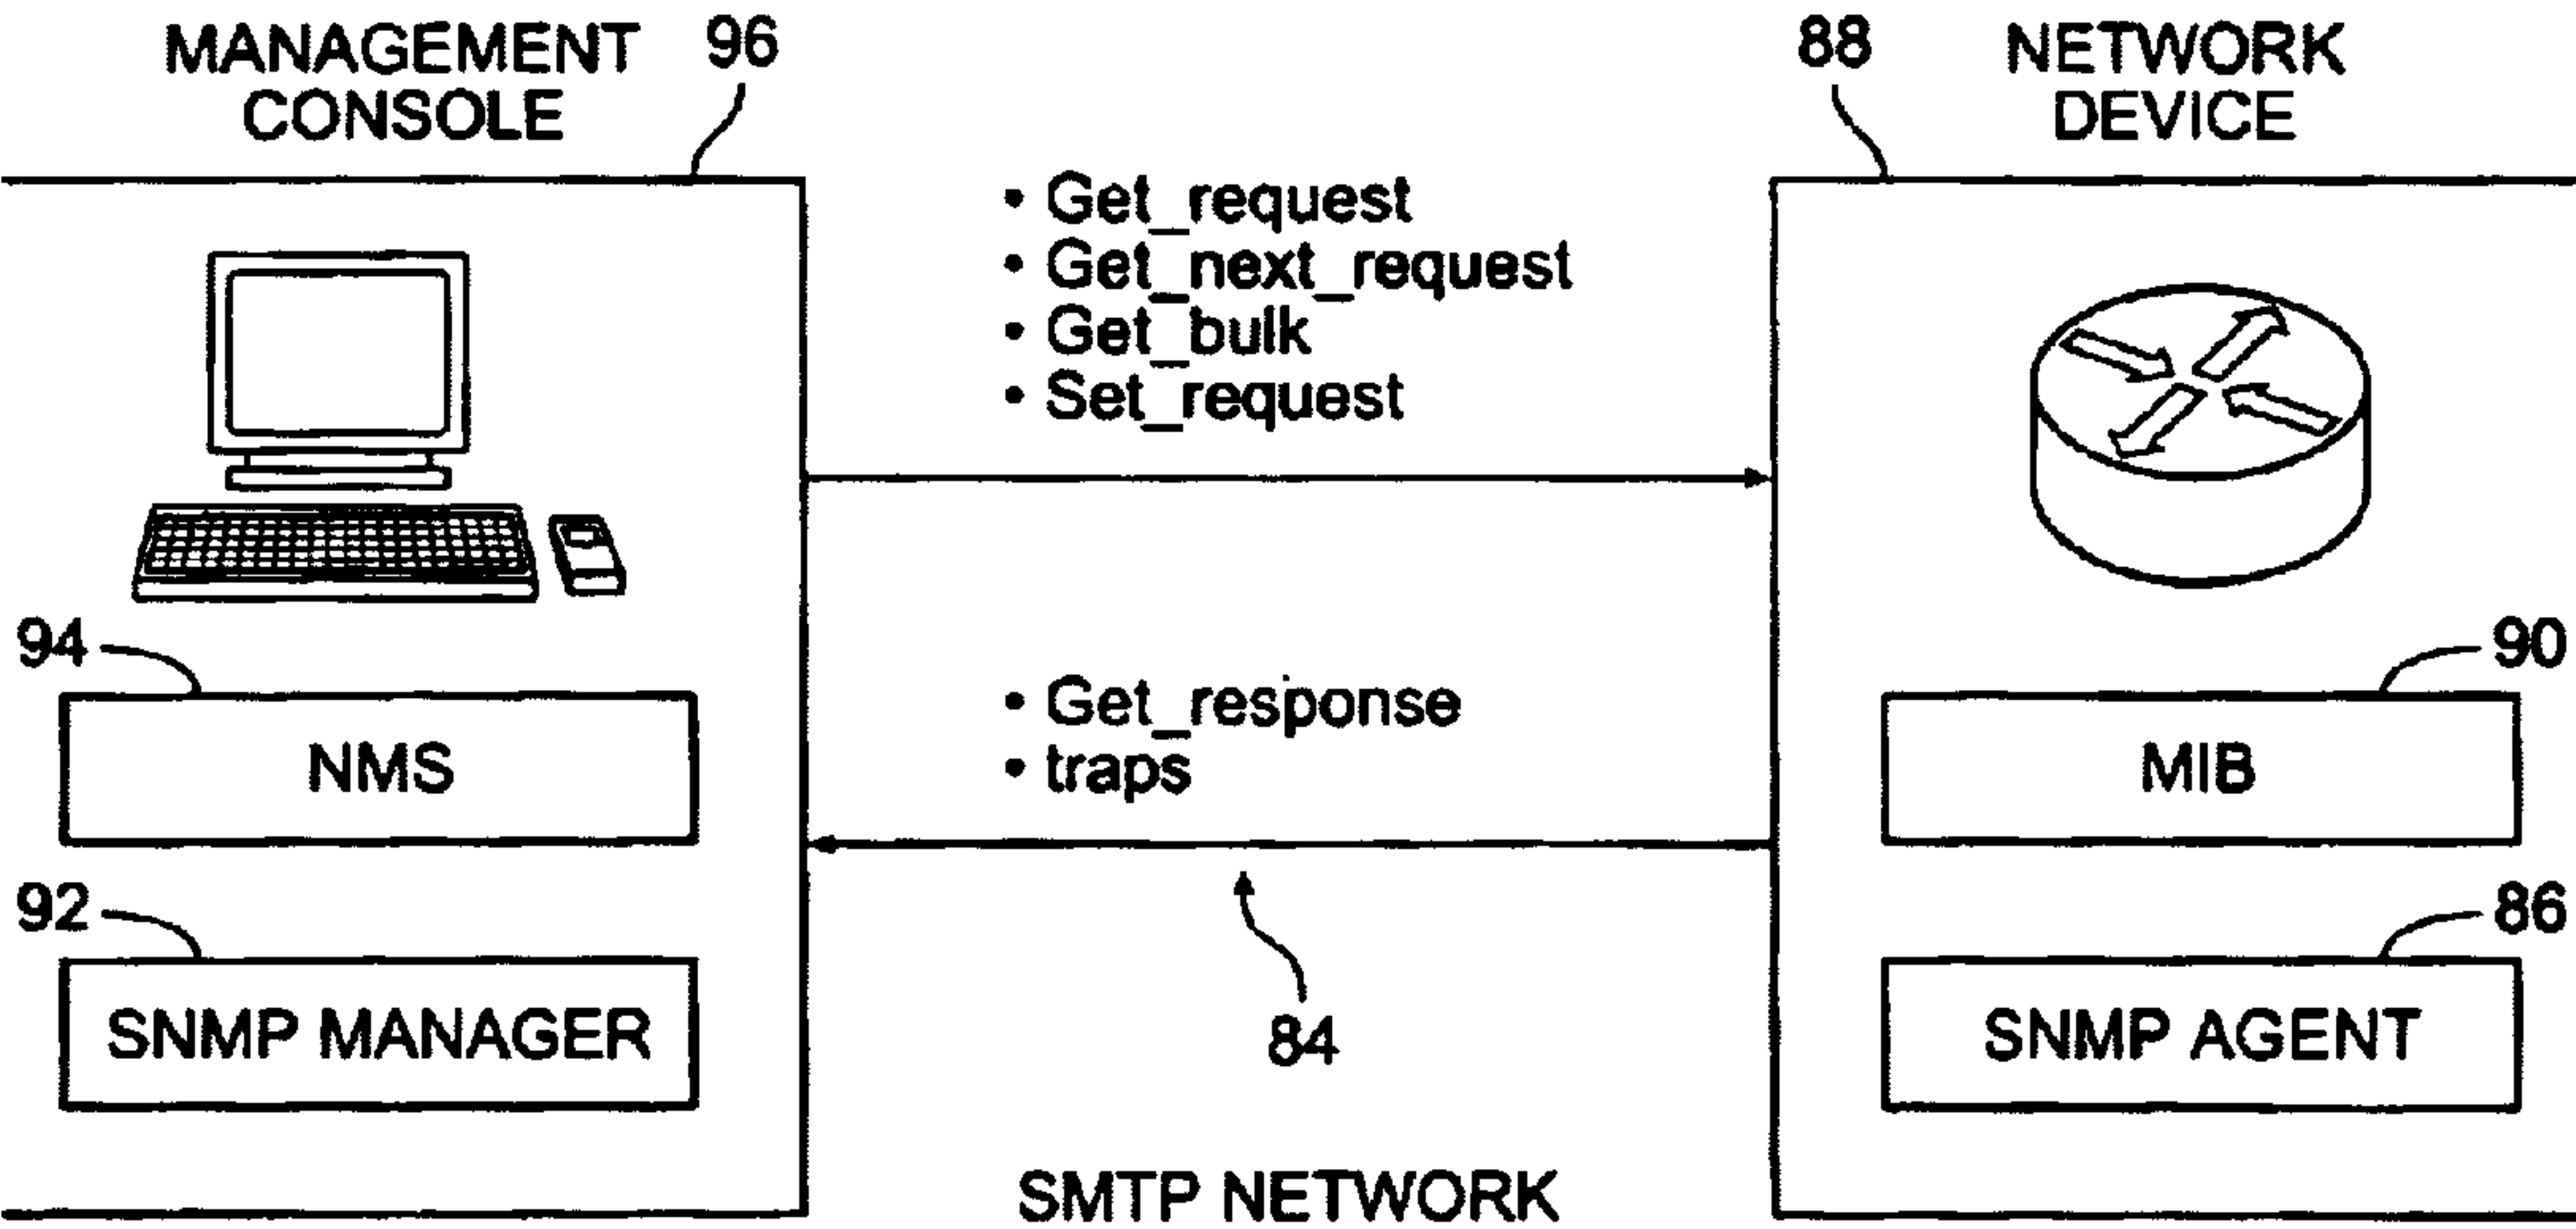 MANAGEMENT
CONSOLE
96
88
NETWORK
DEVICE
• Get_request
• Get_next_request
• Get_bulk
• Set_request
94
NMS
92
SNMP MANAGER
• Get_response
• traps
84
90
MIB
86
SNMP AGENT
SMTP NETWORK